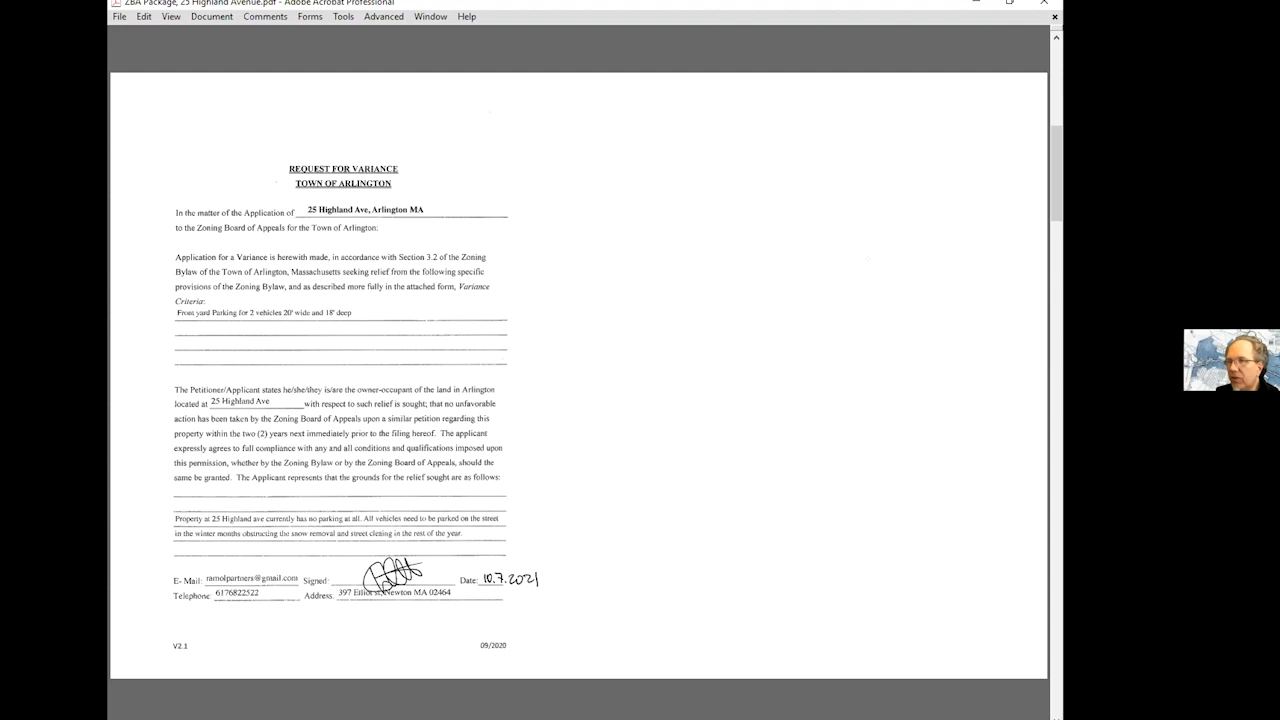 ZBA Package, 25 Highland Avenue.pdf - Adobe Acrobat Professional
File Edit View Document Comments Forms Tools Advanced Window Help
REQUEST FOR VARIANCE
TOWN OF ARLINGTON
In the matter of the Application of 25 Highland Ave, Arlington MA
to the Zoning Board of Appeals for the Town of Arlington:
Application for a Variance is herewith made, in accordance with Section 3.2 of the Zoning
Bylaw of the Town of Arlington, Massachusetts seeking relief from the following specific
provisions of the Zoning Bylaw, and as described more fully in the attached form, Variance
Criteria:
Front yard Parking for 2 vehicles 20' wide and 18' deep
The Petitioner/Applicant states he/she/they is/are the owner-occupant of the land in Arlington
located at 25 Highland Ave with respect to such relief is sought; that no unfavorable
action has been taken by the Zoning Board of Appeals upon a similar petition regarding this
property within the two (2) years next immediately prior to the filing hereof. The applicant
expressly agrees to full compliance with any and all conditions and qualifications imposed upon
this permission, whether by the Zoning Bylaw or by the Zoning Board of Appeals, should the
same be granted. The Applicant represents that the grounds for the relief sought are as follows:
Property at 25 Highland ave currently has no parking at all. All vehicles need to be parked on the street
in the winter months obstructing the snow removal and street cleaing in the rest of the year.
E- Mail: ramolpartners@gmail.com Signed: Date: 10.7.2021
Telephone: 6176822522 Address: 397 Elliot st, Newton MA 02464
V2.1 09/2020